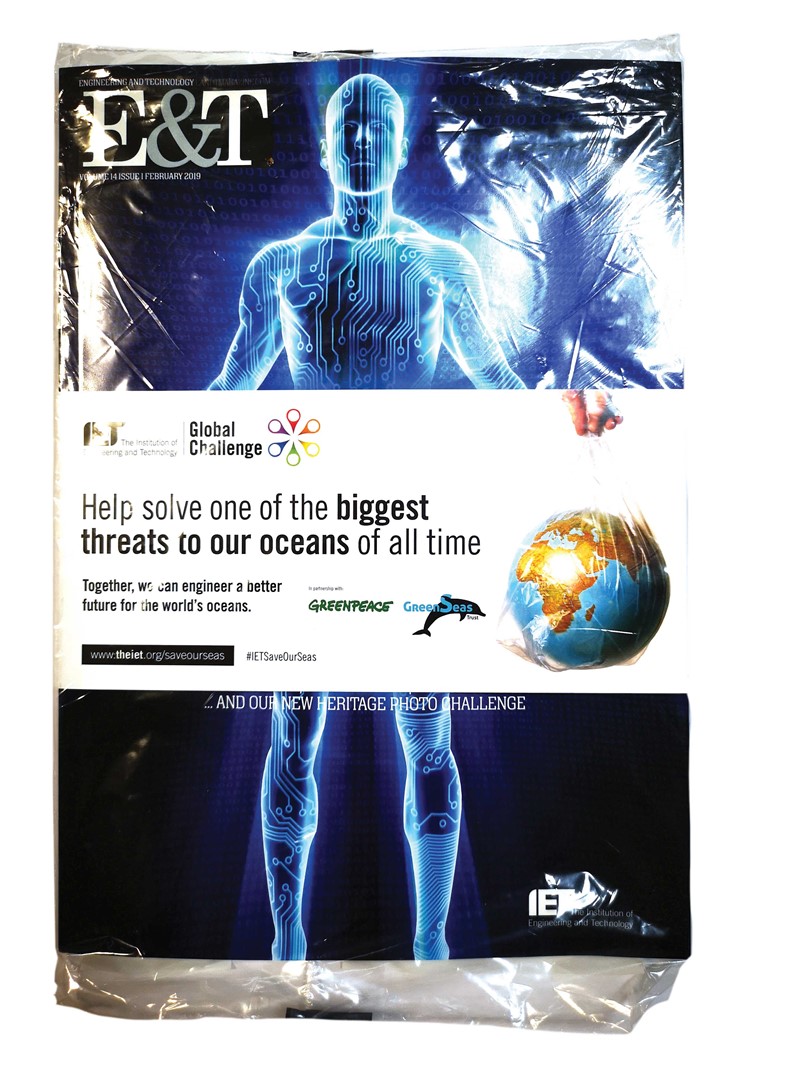 ENGINEERING AND TECHNOLOGY
E&T
VOLUME 14 ISSUE 1 FEBRUARY 2019
IET
The Institution of
eering and Technology
Global
Challenge
Help solve one of the biggest
threats to our oceans of all time
Together, we can engineer a better
future for the world's oceans.
In partnership with:
GREENPEACE
GreenSeas
Trust
www.theiet.org/saveourseas
#IETSaveOurSeas
... AND OUR NEW HERITAGE PHOTO CHALLENGE
IET
The Institution of
Engineering and Technology